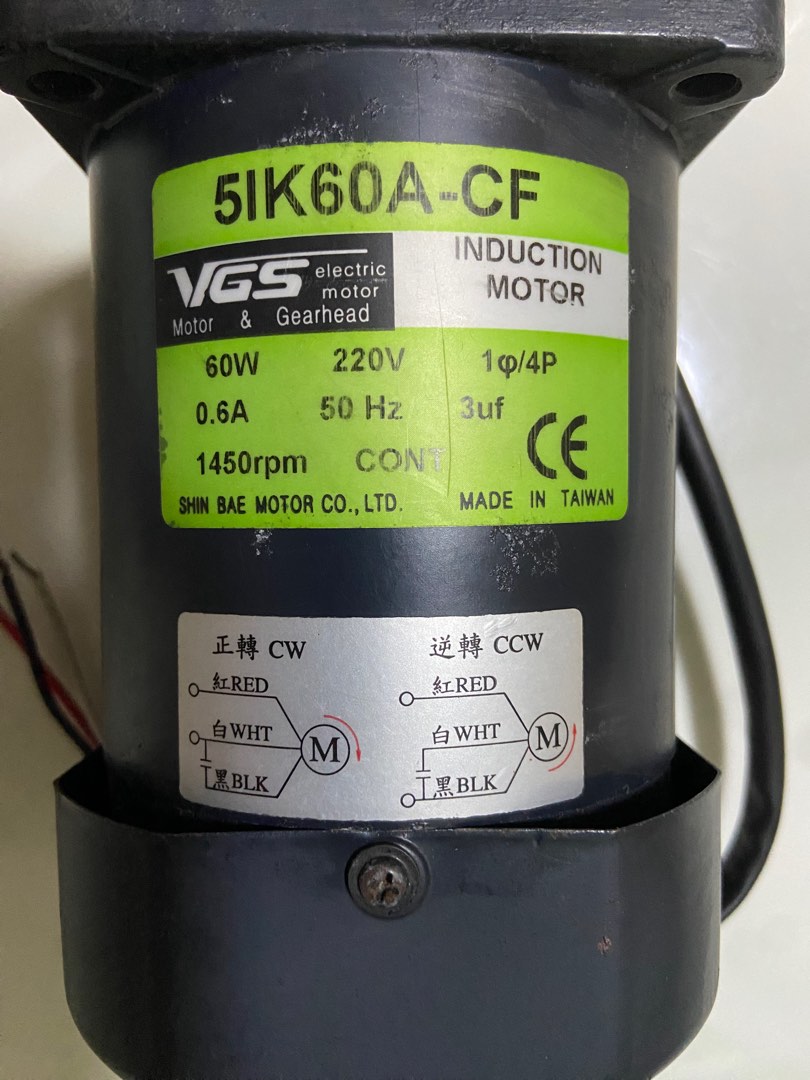 5IK60A-CF
VGS electric motor
Motor & Gearhead
INDUCTION
MOTOR
60W 220V 1φ/4P
0.6A 50 Hz 3uf
1450rpm CONT
CE
SHIN BAE MOTOR CO., LTD. MADE IN TAIWAN
正轉 CW
紅RED
白WHT
M
黑BLK
逆轉 CCW
紅RED
白WHT
M
黑BLK